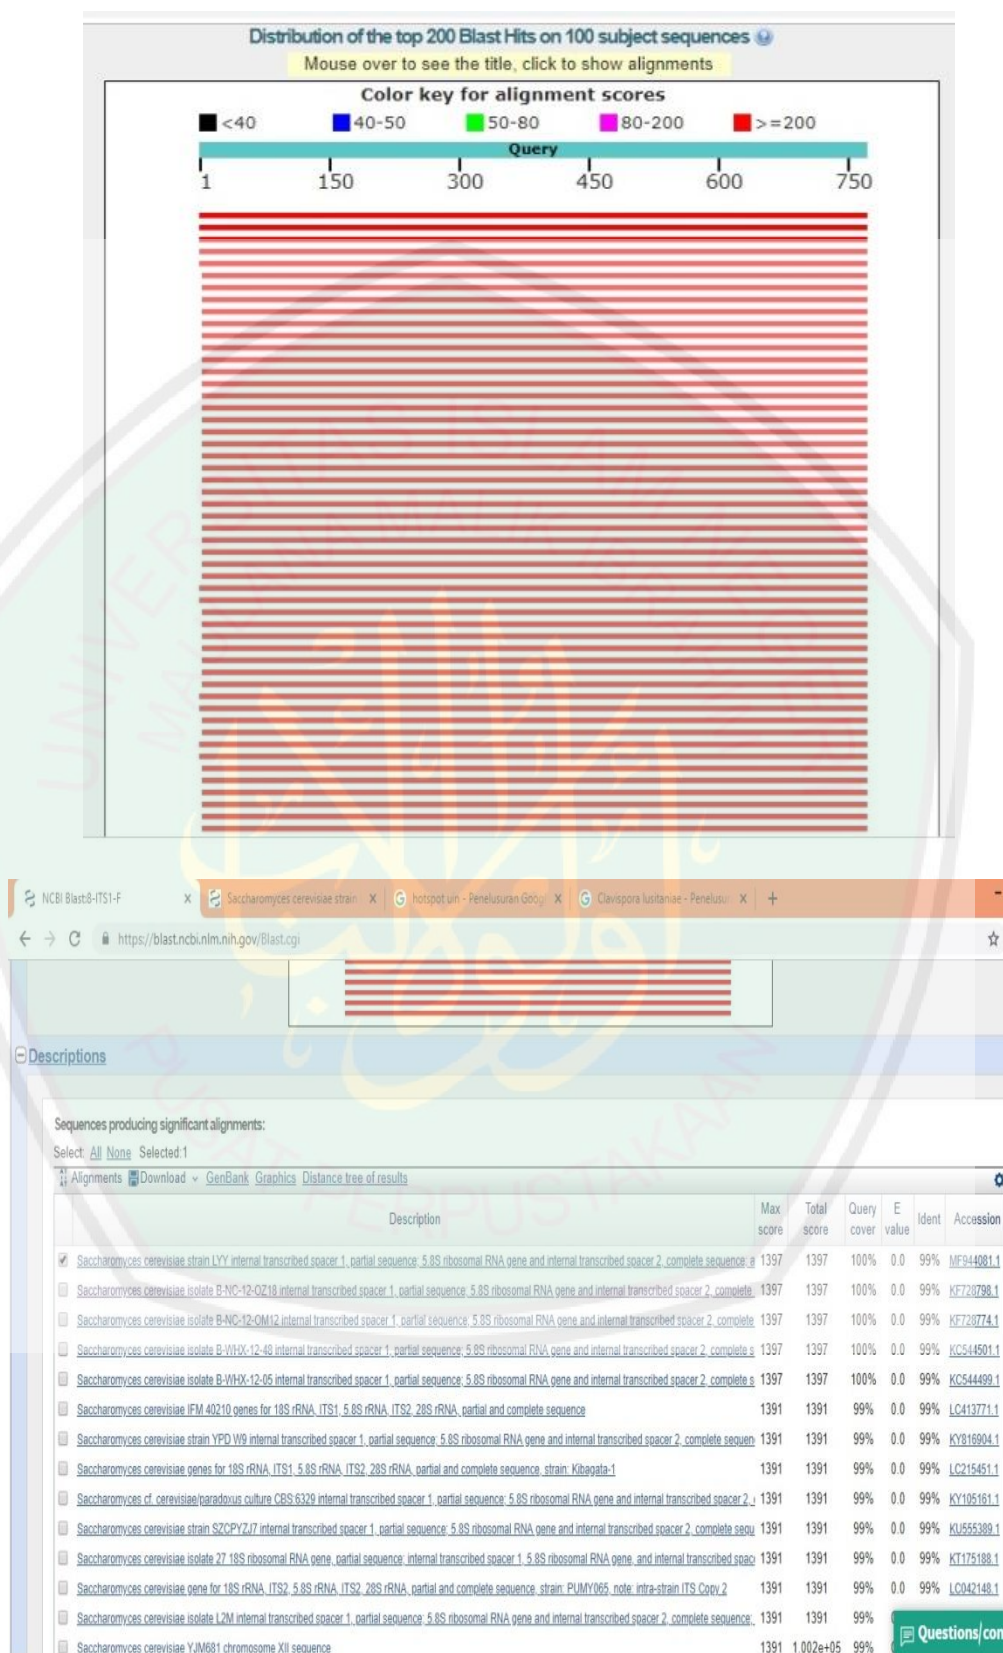 Distribution of the top 200 Blast Hits on 100 subject sequences
Mouse over to see the title, click to show alignments
Color key for alignment scores
<40 40-50 50-80 80-200 >=200
Query
1 150 300 450 600 750
UNIVERSITAS ISLAM NEGERI
MAULANA MALIK IBRAHIM
NCBI Blast:8-ITS1-F Saccharomyces cerevisiae strain hotspot uin - Penelusuran Goog Clavispora lusitaniae - Penelusur
https://blast.ncbi.nlm.nih.gov/Blast.cgi
Descriptions
Sequences producing significant alignments:
Select: All None Selected:1
Alignments Download GenBank Graphics Distance tree of results
Description Max score Total score Query cover E value Ident Accession
Saccharomyces cerevisiae strain LYY internal transcribed spacer 1, partial sequence; 5.8S ribosomal RNA gene and internal transcribed spacer 2, complete sequence; a 1397 1397 100% 0.0 99% MF944081.1
Saccharomyces cerevisiae isolate B-NC-12-OZ18 internal transcribed spacer 1, partial sequence; 5.8S ribosomal RNA gene and internal transcribed spacer 2, complete 1397 1397 100% 0.0 99% KF728798.1
Saccharomyces cerevisiae isolate B-NC-12-OM12 internal transcribed spacer 1, partial sequence; 5.8S ribosomal RNA gene and internal transcribed spacer 2, complete 1397 1397 100% 0.0 99% KF728774.1
Saccharomyces cerevisiae isolate B-WHX-12-48 internal transcribed spacer 1, partial sequence; 5.8S ribosomal RNA gene and internal transcribed spacer 2, complete s 1397 1397 100% 0.0 99% KC544501.1
Saccharomyces cerevisiae isolate B-WHX-12-05 internal transcribed spacer 1, partial sequence; 5.8S ribosomal RNA gene and internal transcribed spacer 2, complete s 1397 1397 100% 0.0 99% KC544499.1
Saccharomyces cerevisiae IFM 40210 genes for 18S rRNA, ITS1, 5.8S rRNA, ITS2, 28S rRNA, partial and complete sequence 1391 1391 99% 0.0 99% LC413771.1
Saccharomyces cerevisiae strain YPD W9 internal transcribed spacer 1, partial sequence; 5.8S ribosomal RNA gene and internal transcribed spacer 2, complete sequen 1391 1391 99% 0.0 99% KY816904.1
Saccharomyces cerevisiae genes for 18S rRNA, ITS1, 5.8S rRNA, ITS2, 28S rRNA, partial and complete sequence, strain: Kibagata-1 1391 1391 99% 0.0 99% LC215451.1
Saccharomyces cf. cerevisiae/paradoxus culture CBS:6329 internal transcribed spacer 1, partial sequence; 5.8S ribosomal RNA gene and internal transcribed spacer 2, 1391 1391 99% 0.0 99% KY105161.1
Saccharomyces cerevisiae strain SZCPYZJ7 internal transcribed spacer 1, partial sequence; 5.8S ribosomal RNA gene and internal transcribed spacer 2, complete sequ 1391 1391 99% 0.0 99% KU555389.1
Saccharomyces cerevisiae isolate 27 18S ribosomal RNA gene, partial sequence; internal transcribed spacer 1, 5.8S ribosomal RNA gene, and internal transcribed spac 1391 1391 99% 0.0 99% KT175188.1
Saccharomyces cerevisiae gene for 18S rRNA, ITS2, 5.8S rRNA, ITS2, 28S rRNA, partial and complete sequence, strain: PUMY065, note: intra-strain ITS Copy 2 1391 1391 99% 0.0 99% LC042148.1
Saccharomyces cerevisiae isolate L2M internal transcribed spacer 1, partial sequence; 5.8S ribosomal RNA gene and internal transcribed spacer 2, complete sequence; 1391 1391 99%
Questions/con
Saccharomyces cerevisiae YJM681 chromosome XII sequence 1391 1.002e+05 99%
PUSAT PERPUSTAKAAN